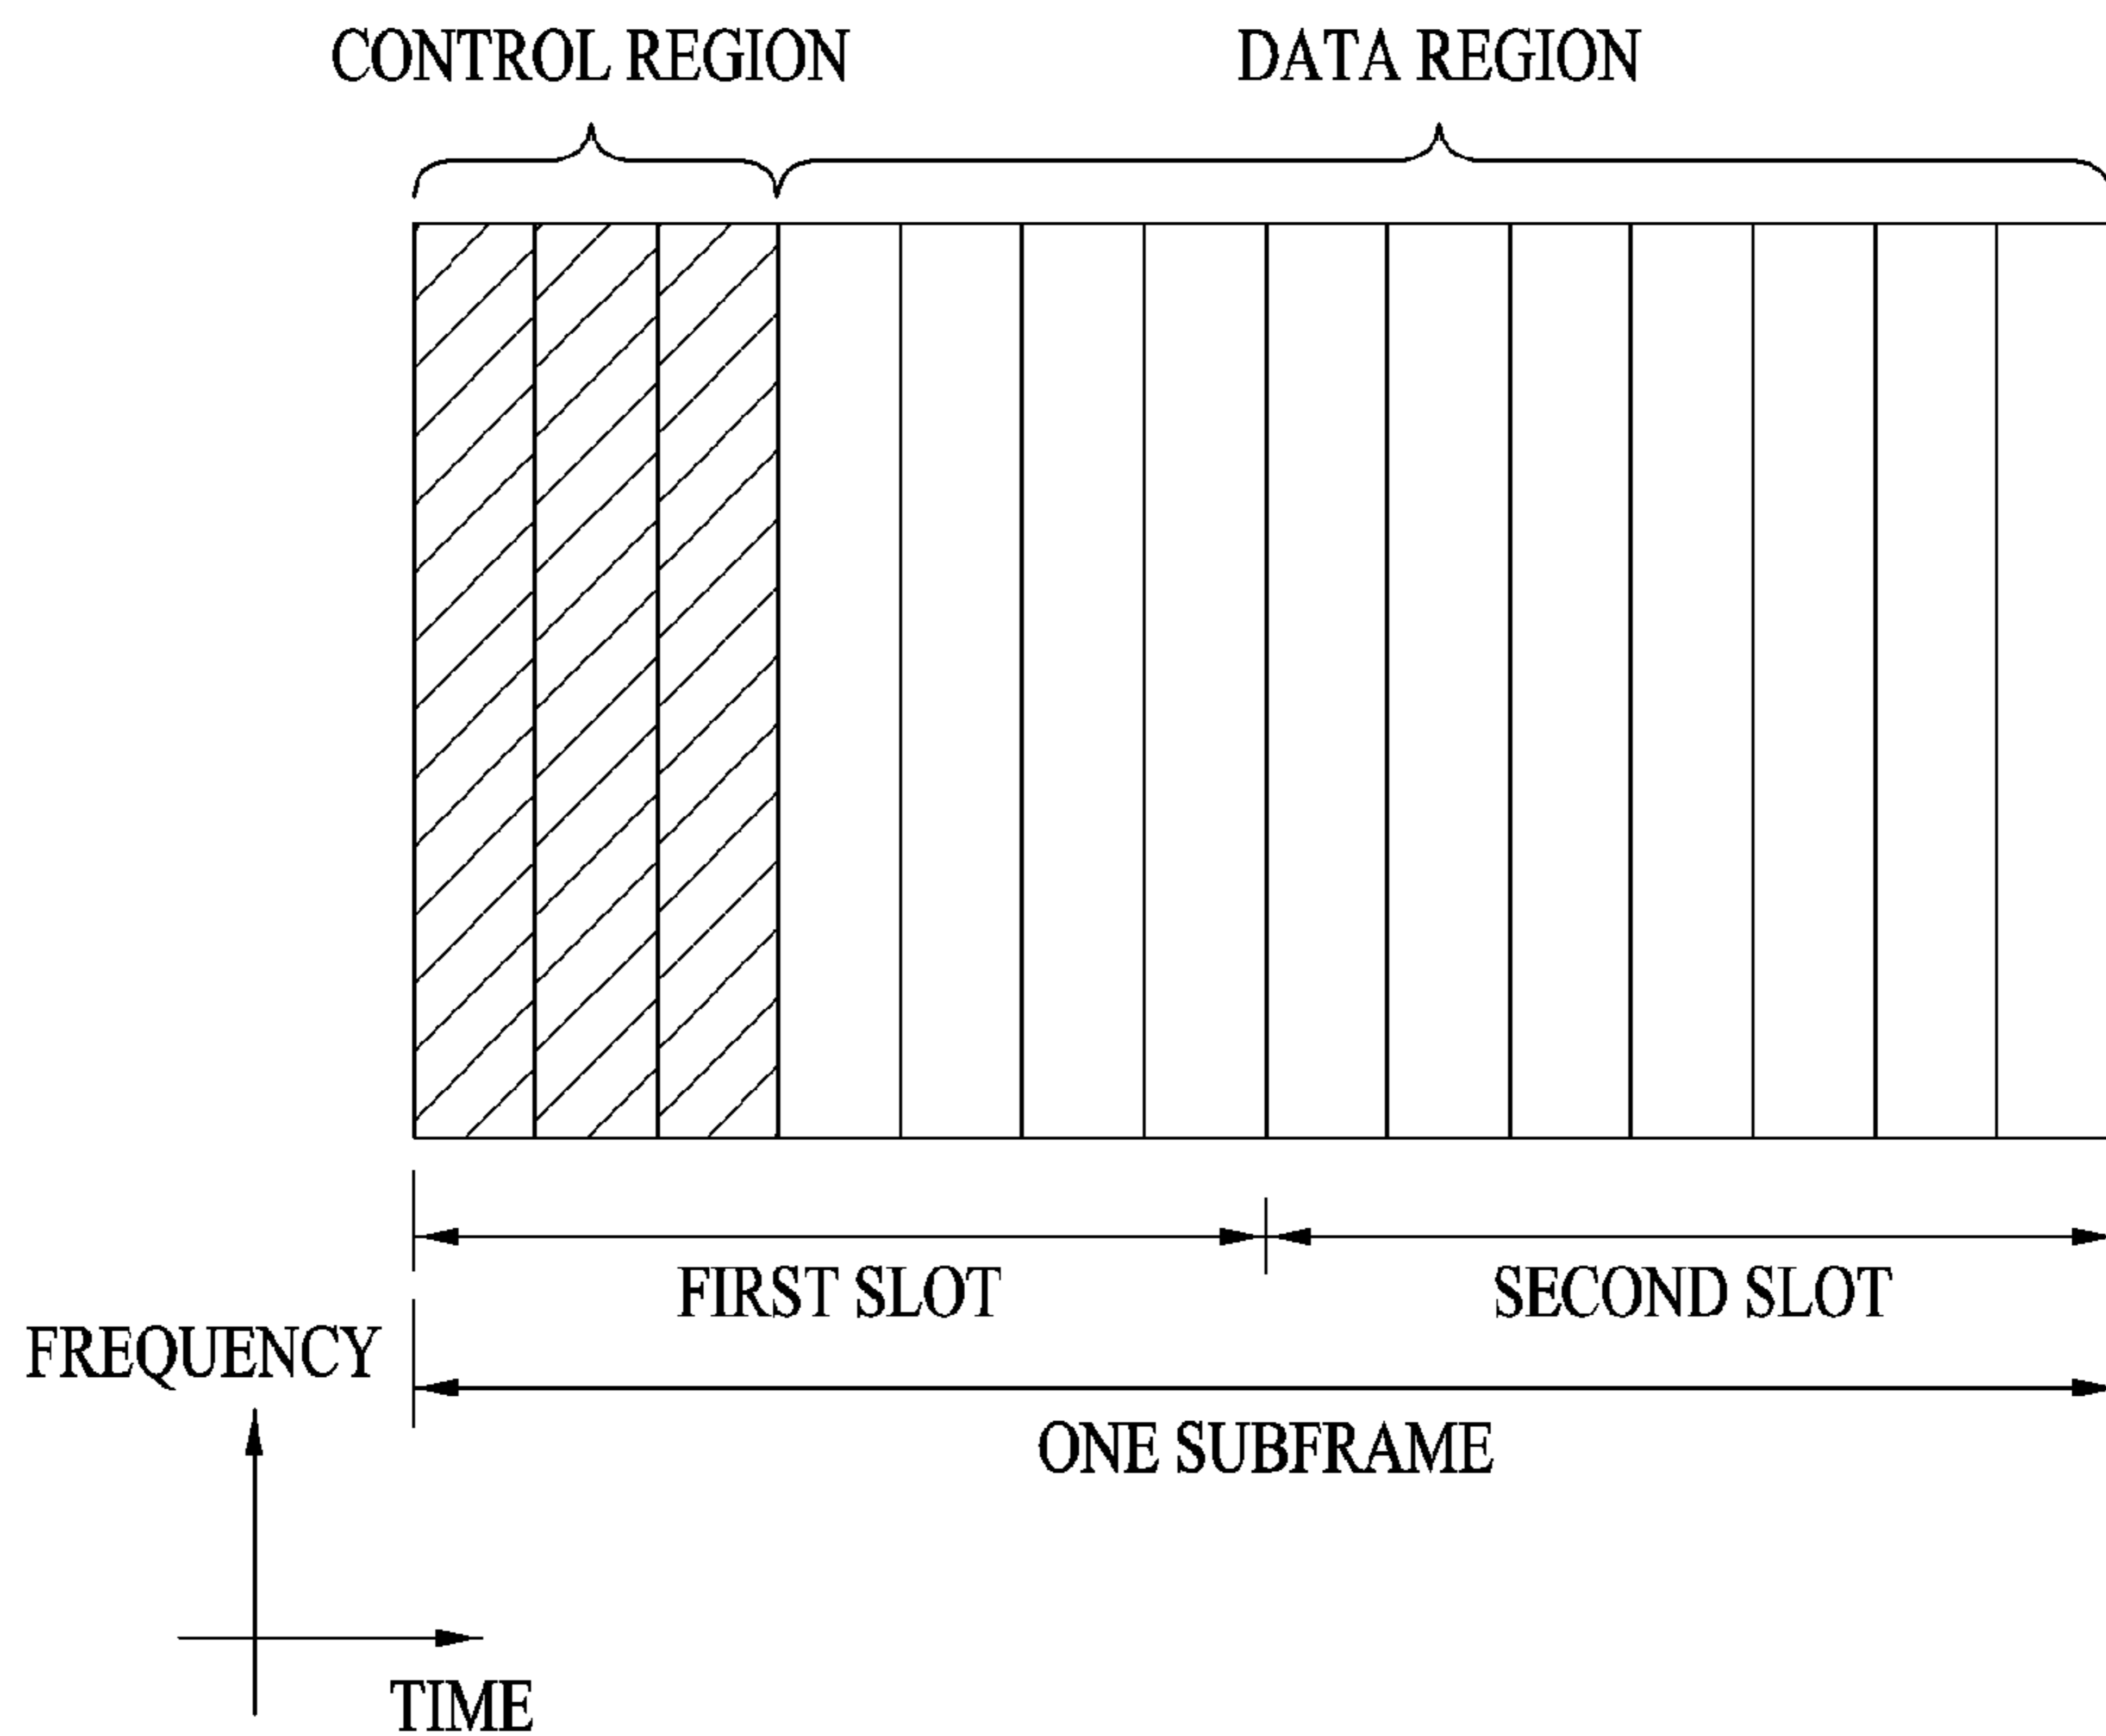 CONTROL REGION
DATA REGION
FIRST SLOT
SECOND SLOT
FREQUENCY
ONE SUBFRAME
TIME